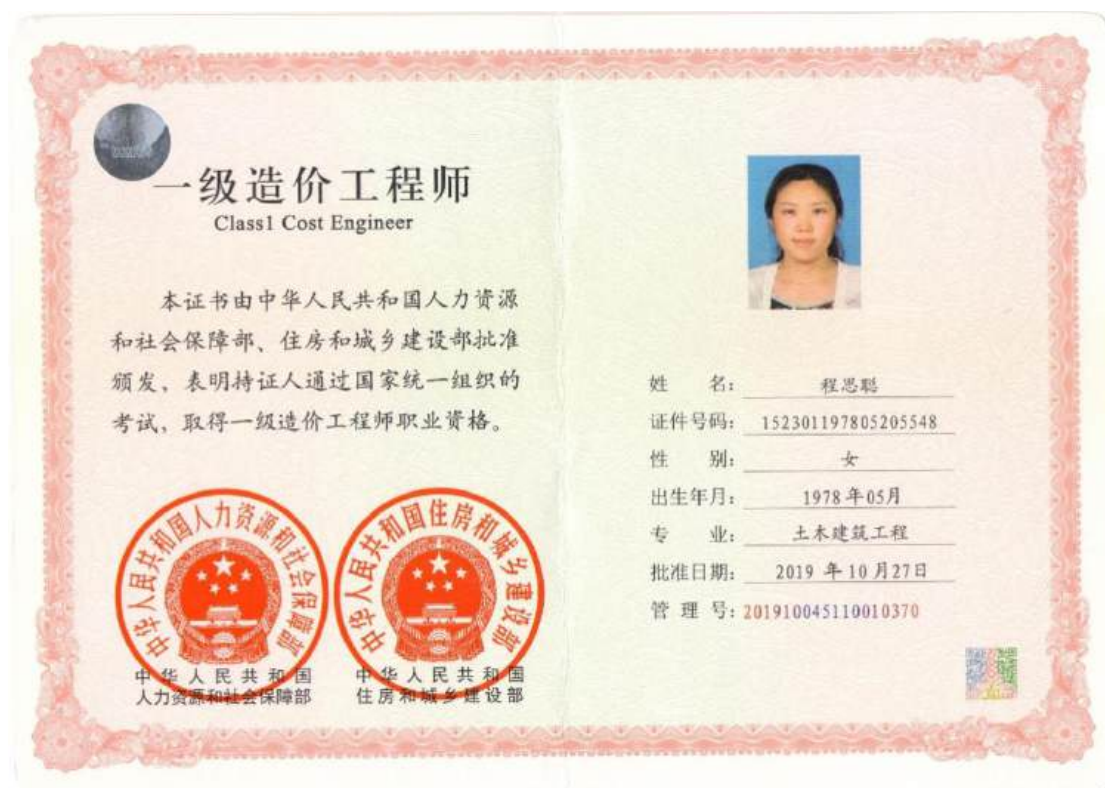 一级造价工程师
Class1 Cost Engineer
本证书由中华人民共和国人力资源
和社会保障部、住房和城乡建设部批准
颁发，表明持证人通过国家统一组织的
考试，取得一级造价工程师职业资格。
中华人民共和国人力资源和社会保障部
中华人民共和国住房和城乡建设部
中华人民共和国
人力资源和社会保障部
中华人民共和国
住房和城乡建设部
姓 名： 程思聪
证件号码： 152301197805205548
性 别： 女
出生年月： 1978年05月
专 业： 土木建筑工程
批准日期： 2019 年10月27日
管 理 号：201910045110010370